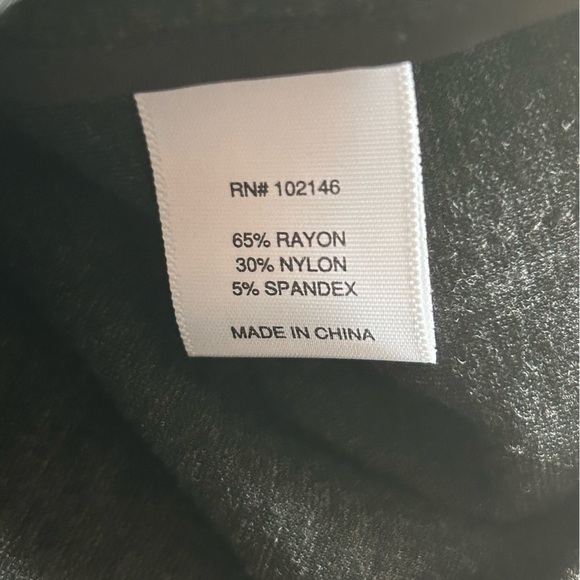 RN# 102146
65% RAYON
30% NYLON
5% SPANDEX
MADE IN CHINA